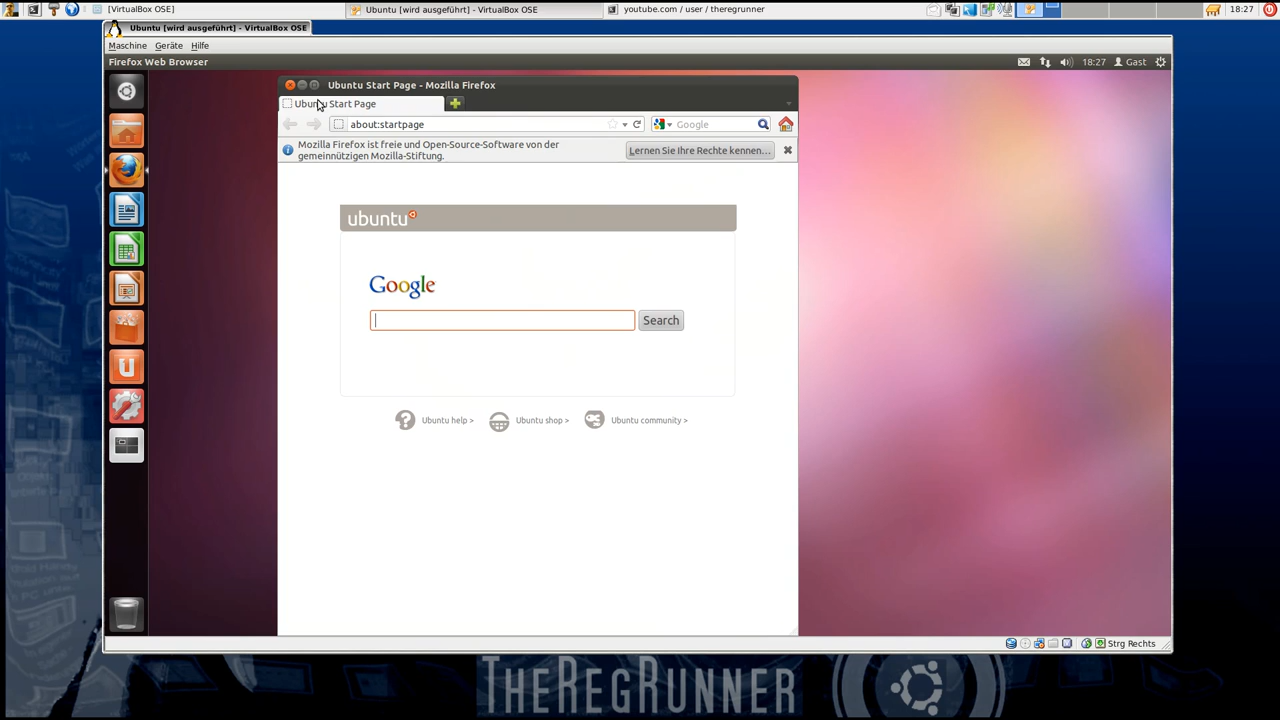 [VirtualBox OSE]
Ubuntu [wird ausgeführt] - VirtualBox OSE
youtube.com / user / theregrunner
18:27
Ubuntu [wird ausgeführt] - VirtualBox OSE
Maschine Geräte Hilfe
Firefox Web Browser
18:27
Gast
Ubuntu Start Page - Mozilla Firefox
Ubuntu Start Page
about:startpage
Google
Mozilla Firefox ist freie und Open-Source-Software von der
gemeinnützigen Mozilla-Stiftung.
Lernen Sie Ihre Rechte kennen...
ubuntu
Google
Search
Ubuntu help >
Ubuntu shop >
Ubuntu community >
Strg Rechts
THEREGRUNNER